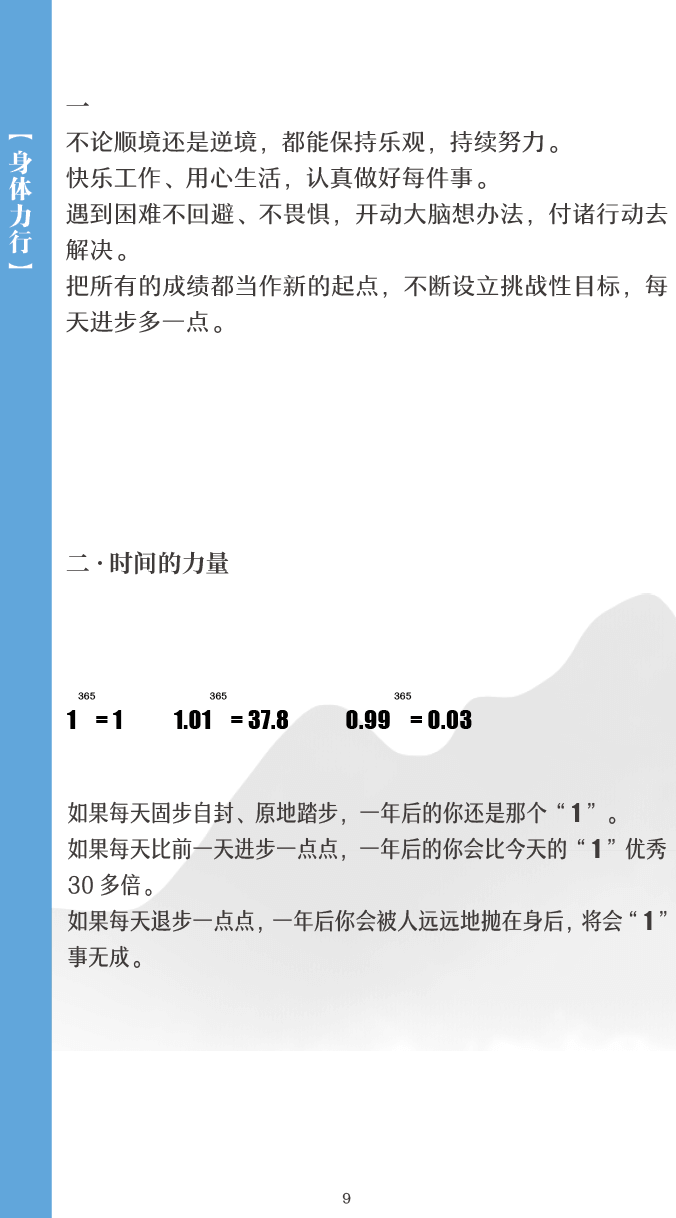 【身体力行】
一
不论顺境还是逆境，都能保持乐观，持续努力。
快乐工作、用心生活，认真做好每件事。
遇到困难不回避、不畏惧，开动大脑想办法，付诸行动去
解决。
把所有的成绩都当作新的起点，不断设立挑战性目标，每
天进步多一点。
二·时间的力量
1³⁶⁵ = 1 1.01³⁶⁵ = 37.8 0.99³⁶⁵ = 0.03
如果每天固步自封、原地踏步，一年后的你还是那个“1”。
如果每天比前一天进步一点点，一年后的你会比今天的“1”优秀
30 多倍。
如果每天退步一点点，一年后你会被人远远地抛在身后，将会“1”
事无成。
9